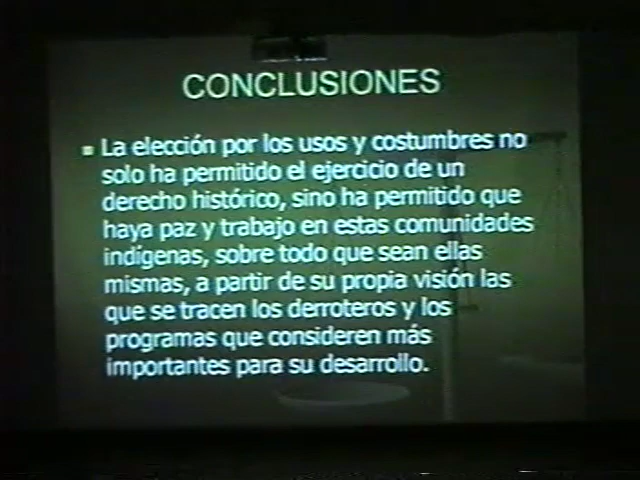 CONCLUSIONES
La elección por los usos y costumbres no
solo ha permitido el ejercicio de un
derecho histórico, sino ha permitido que
haya paz y trabajo en estas comunidades
indígenas, sobre todo que sean ellas
mismas, a partir de su propia visión las
que se tracen los derroteros y los
programas que consideren más
importantes para su desarrollo.